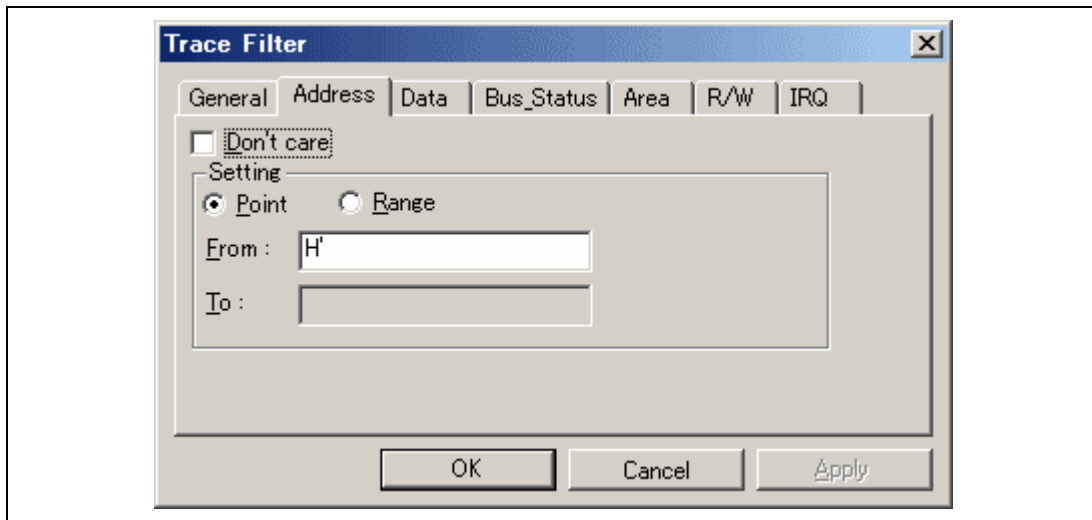 Trace Filter
General Address Data Bus_Status Area R/W IRQ
Don't care
Setting
Point Range
From : H'
To :
OK Cancel Apply